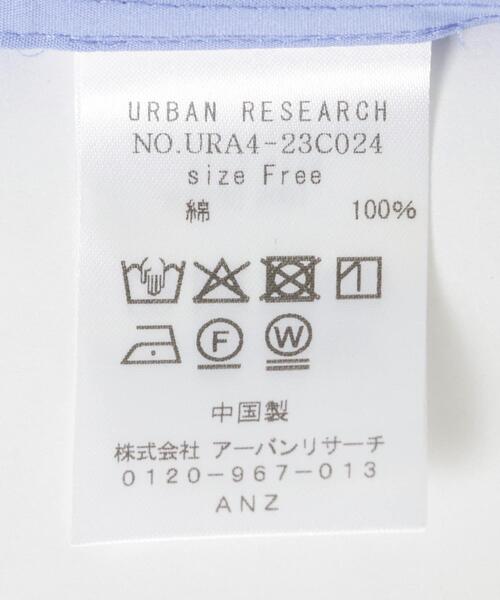 URBAN RESEARCH
NO.URA4-23C024
size Free
綿 100%
F W
中国製
株式会社 アーバンリサーチ
0120-967-013
ANZ